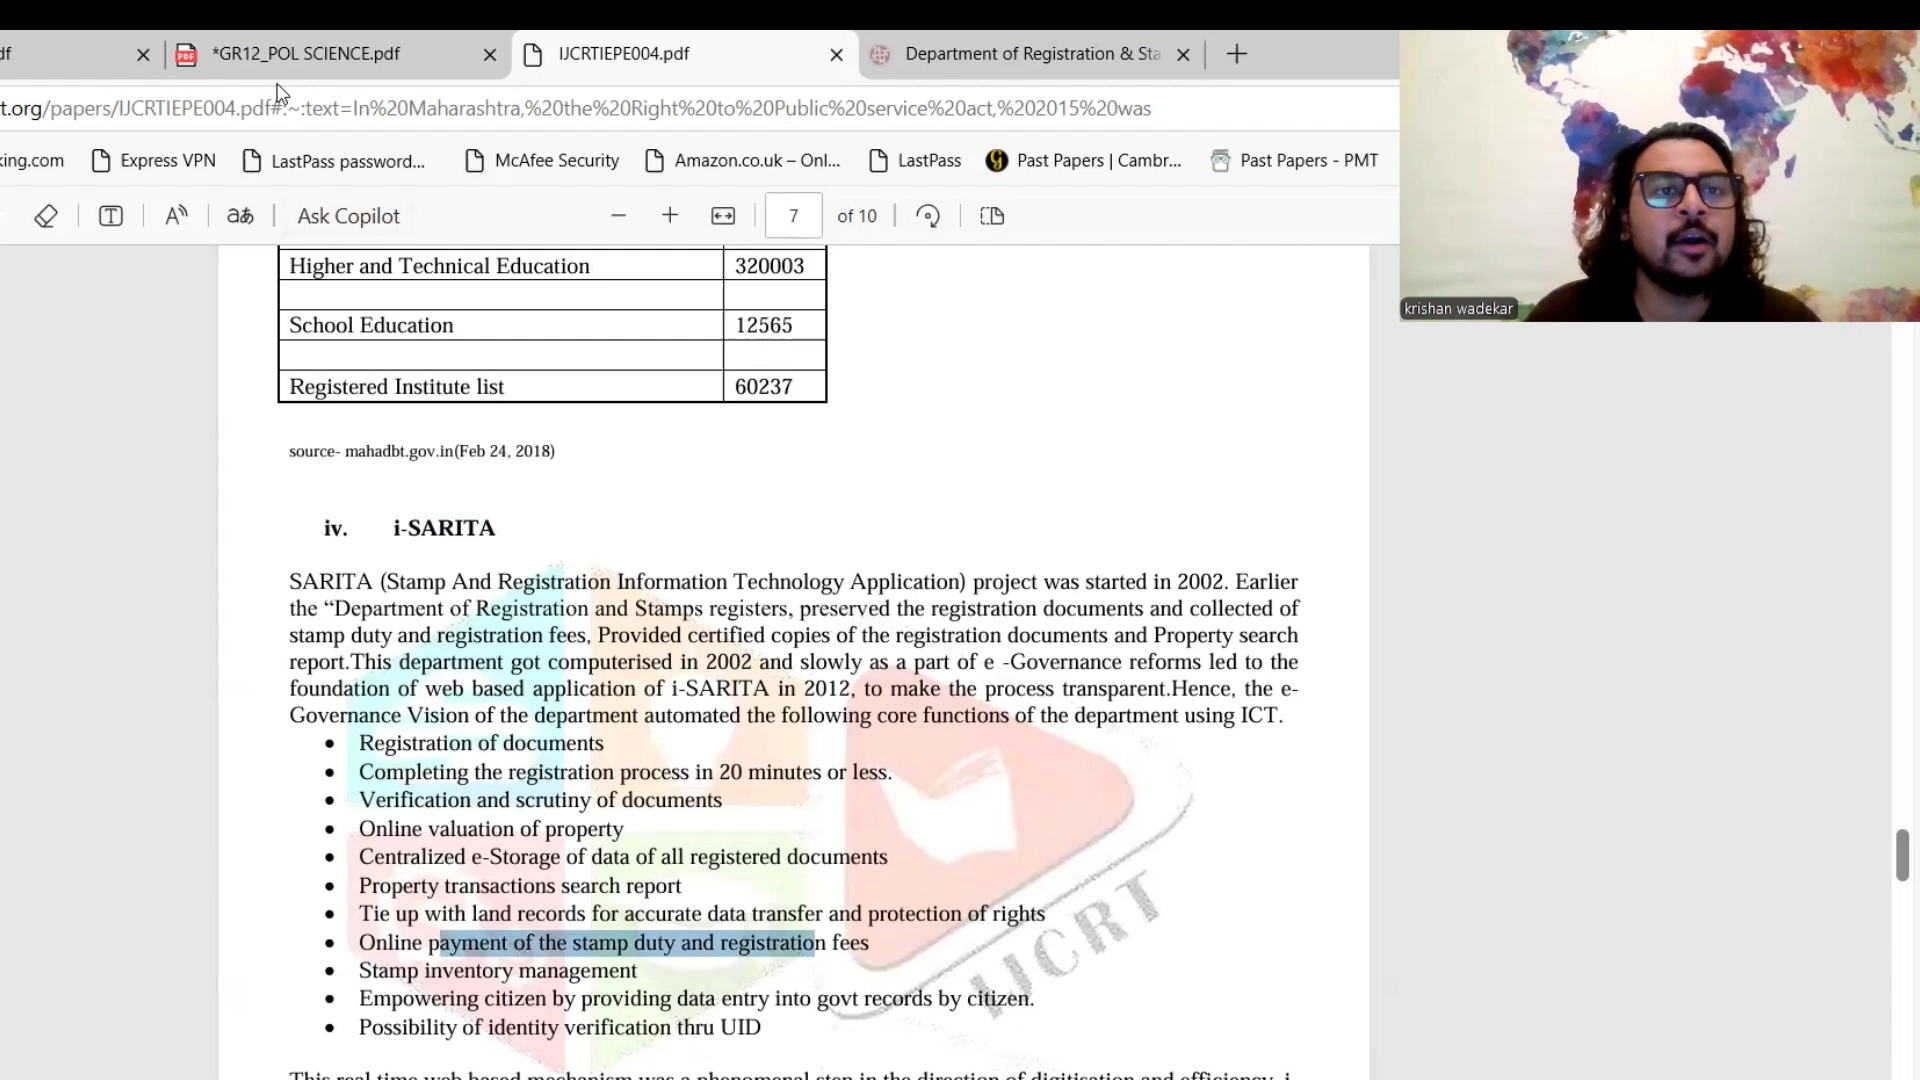 df
*GR12_POL SCIENCE.pdf
IJCRTIEPE004.pdf
Department of Registration & Sta
t.org/papers/IJCRTIEPE004.pdf#:~:text=In%20Maharashtra,%20the%20Right%20to%20Public%20service%20act,%202015%20was
king.com
Express VPN
LastPass password...
McAfee Security
Amazon.co.uk – Onl...
LastPass
Past Papers | Cambr...
Past Papers - PMT
Ask Copilot
7 of 10
krishan wadekar
Higher and Technical Education 320003
School Education 12565
Registered Institute list 60237
source- mahadbt.gov.in(Feb 24, 2018)
iv. i-SARITA
SARITA (Stamp And Registration Information Technology Application) project was started in 2002. Earlier
the “Department of Registration and Stamps registers, preserved the registration documents and collected of
stamp duty and registration fees, Provided certified copies of the registration documents and Property search
report.This department got computerised in 2002 and slowly as a part of e -Governance reforms led to the
foundation of web based application of i-SARITA in 2012, to make the process transparent.Hence, the e-
Governance Vision of the department automated the following core functions of the department using ICT.
• Registration of documents
• Completing the registration process in 20 minutes or less.
• Verification and scrutiny of documents
• Online valuation of property
• Centralized e-Storage of data of all registered documents
• Property transactions search report
• Tie up with land records for accurate data transfer and protection of rights
• Online payment of the stamp duty and registration fees
• Stamp inventory management
• Empowering citizen by providing data entry into govt records by citizen.
• Possibility of identity verification thru UID
IJCRT
This real time web based mechanism was a phenomenal step in the direction of digitisation and efficiency. i-